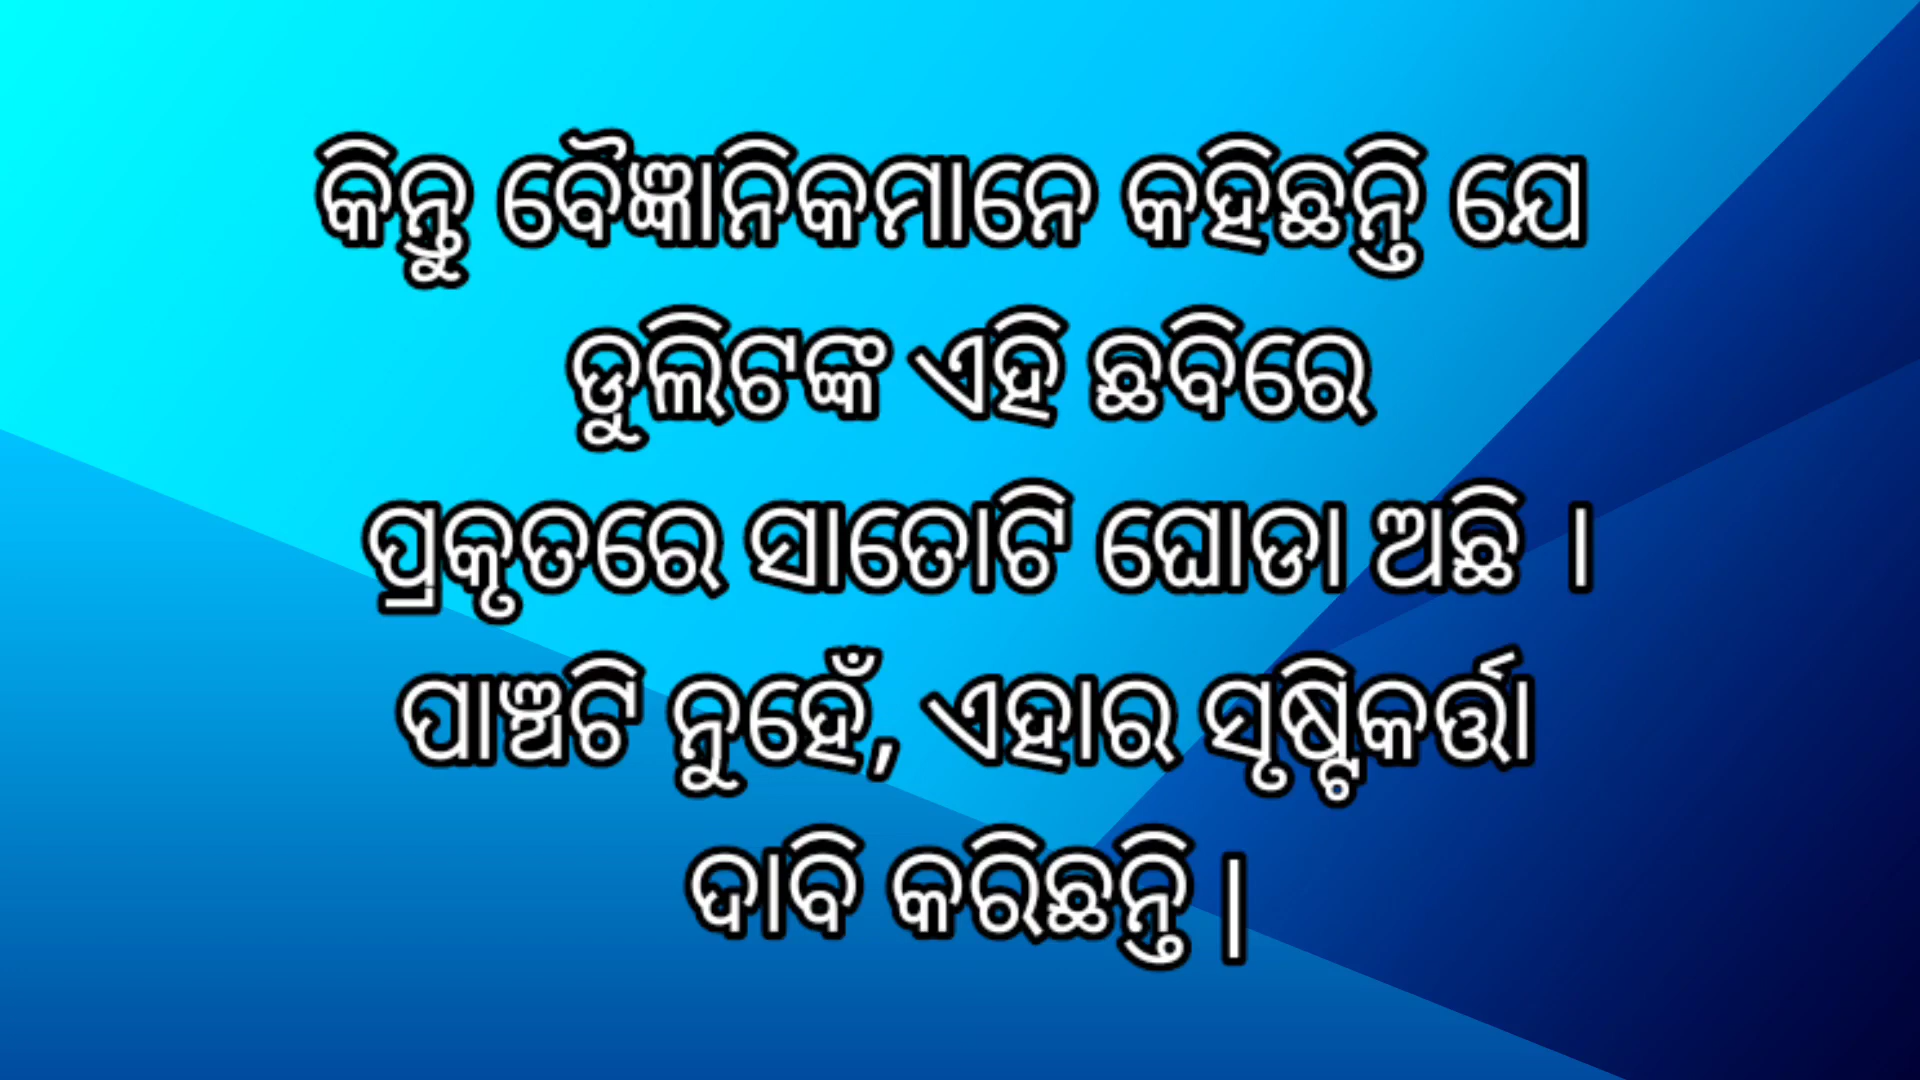 କିନ୍ତୁ ବୈଜ୍ଞାନିକମାନେ କହିଛନ୍ତି ଯେ
ଡୁଲିଟଙ୍କ ଏହି ଛବିରେ
ପ୍ରକୃତରେ ସାତୋଟି ଘୋଡା ଅଛି ।
ପାଞ୍ଚଟି ନୁହେଁ, ଏହାର ସୃଷ୍ଟିକର୍ତ୍ତା
ଦାବି କରିଛନ୍ତି |